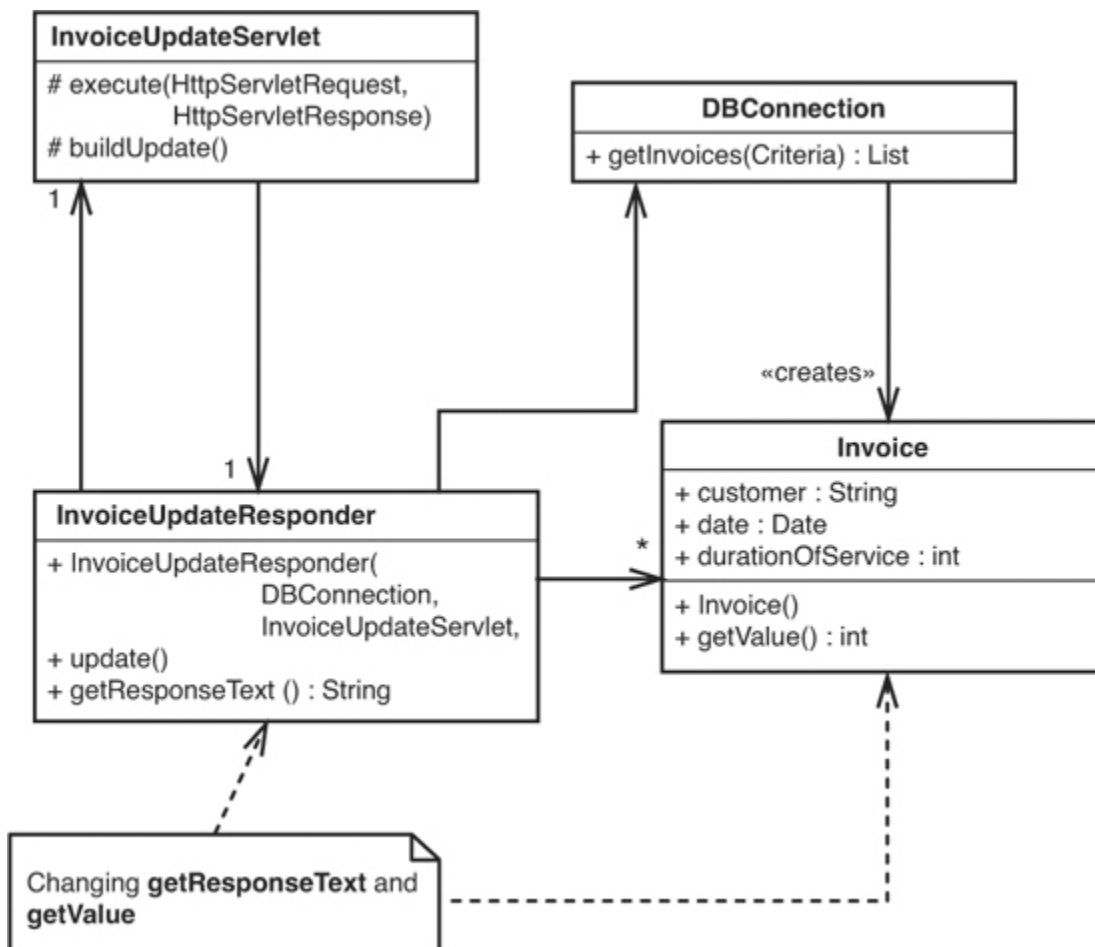 InvoiceUpdateServlet
# execute(HttpServletRequest,
HttpServletResponse)
# buildUpdate()
DBConnection
+ getInvoices(Criteria) : List
1
«creates»
1
Invoice
+ customer : String
+ date : Date
+ durationOfService : int
+ Invoice()
+ getValue() : int
InvoiceUpdateResponder
+ InvoiceUpdateResponder(
DBConnection,
InvoiceUpdateServlet,
+ update()
+ getResponseText () : String
*
Changing getResponseText and
getValue